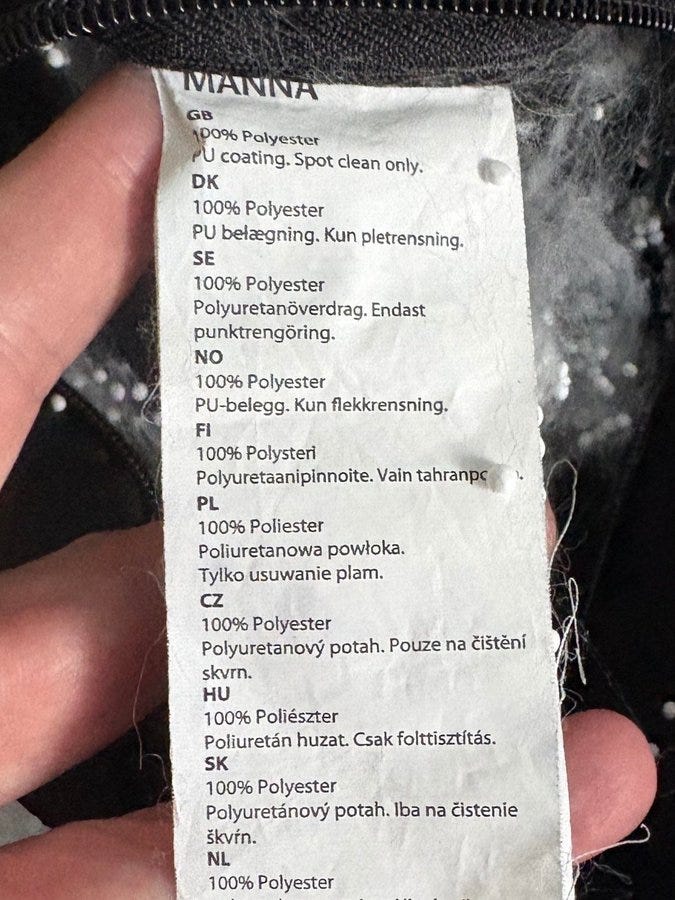 MANNA
GB
100% Polyester
PU coating. Spot clean only.
DK
100% Polyester
PU belægning. Kun pletrensning.
SE
100% Polyester
Polyuretanöverdrag. Endast
punktrengöring.
NO
100% Polyester
PU-belegg. Kun flekkrensning.
FI
100% Polysteri
Polyuretaanipinnoite. Vain
PL
100% Poliester
Poliuretanowa powłoka.
Tylko usuwanie plam.
CZ
100% Polyester
Polyuretanový potah. Pouze na čištění
skvrn.
HU
100% Poliészter
Poliuretán huzat. Csak folttisztítás.
SK
100% Polyester
Polyuretánový potah. Iba na čistenie
škvŕn.
NL
100% Polyester